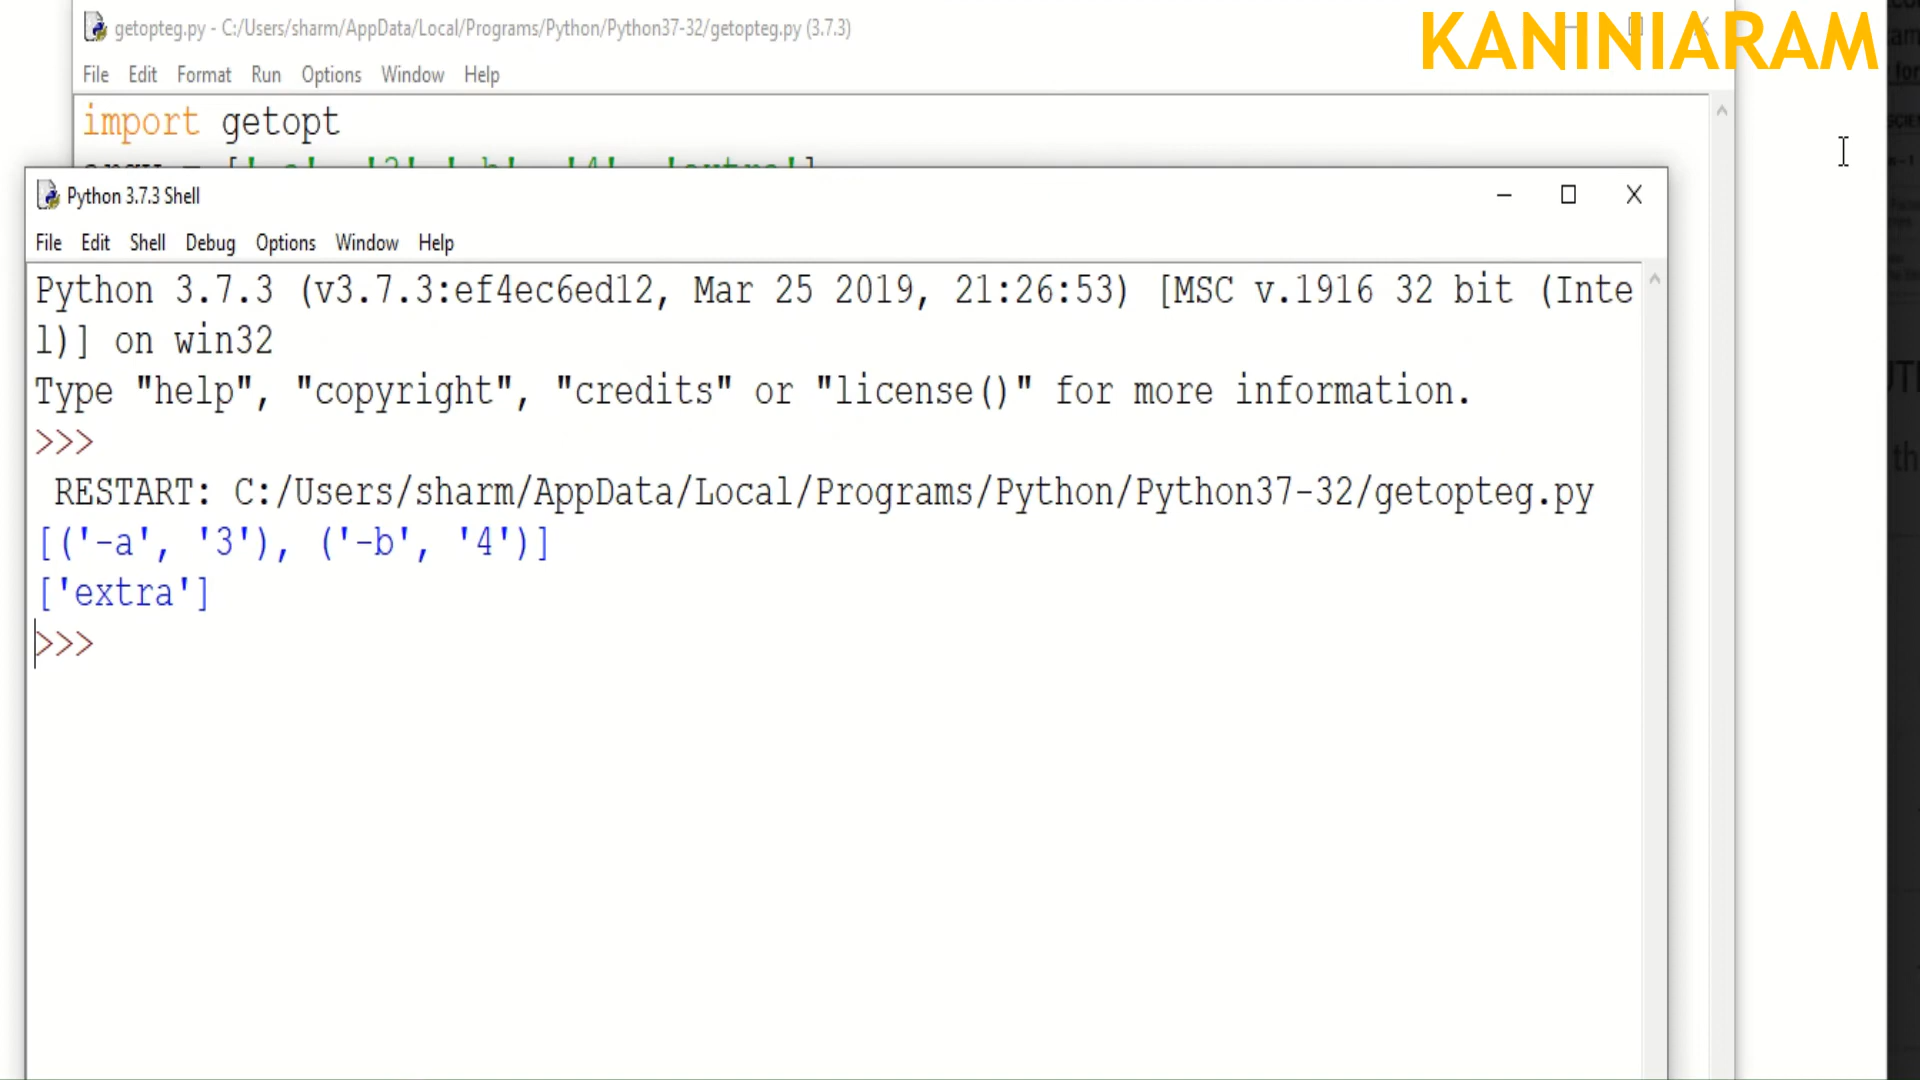 KANINIARAM
getopteg.py - C:/Users/sharm/AppData/Local/Programs/Python/Python37-32/getopteg.py (3.7.3)
File Edit Format Run Options Window Help
import getopt
Python 3.7.3 Shell
File Edit Shell Debug Options Window Help
Python 3.7.3 (v3.7.3:ef4ec6ed12, Mar 25 2019, 21:26:53) [MSC v.1916 32 bit (Inte
l)] on win32
Type "help", "copyright", "credits" or "license()" for more information.
>>>
RESTART: C:/Users/sharm/AppData/Local/Programs/Python/Python37-32/getopteg.py
[('-a', '3'), ('-b', '4')]
['extra']
>>>